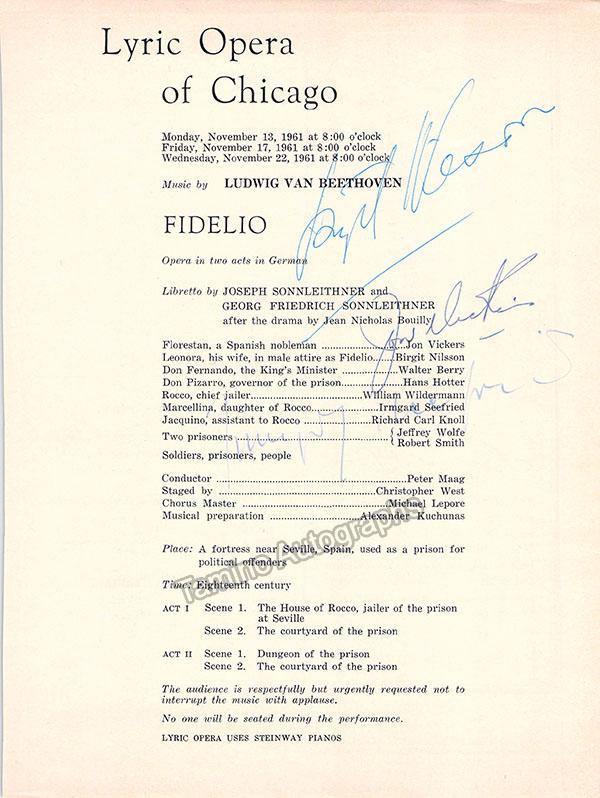 Lyric Opera
of Chicago
Monday, November 13, 1961 at 8:00 o'clock
Friday, November 17, 1961 at 8:00 o'clock
Wednesday, November 22, 1961 at 8:00 o'clock
Music by LUDWIG VAN BEETHOVEN
FIDELIO
Opera in two acts in German
Libretto by JOSEPH SONNLEITHNER and
GEORG FRIEDRICH SONNLEITHNER
after the drama by Jean Nicholas Bouilly
Florestan, a Spanish nobleman ........ Jon Vickers
Leonora, his wife, in male attire as Fidelio ........ Birgit Nilsson
Don Fernando, the King's Minister ........ Walter Berry
Don Pizarro, governor of the prison ........ Hans Hotter
Rocco, chief jailer ........ William Wildermann
Marcellina, daughter of Rocco ........ Irmgard Seefried
Jacquino, assistant to Rocco ........ Richard Carl Knoll
Two prisoners ........ { Jeffrey Wolfe
Robert Smith
Soldiers, prisoners, people
Conductor ........ Peter Maag
Staged by ........ Christopher West
Chorus Master ........ Michael Lepore
Musical preparation ........ Alexander Kuchunas
Place: A fortress near Seville, Spain, used as a prison for
political offenders
Time: Eighteenth century
ACT I Scene 1. The House of Rocco, jailer of the prison
at Seville
Scene 2. The courtyard of the prison
ACT II Scene 1. Dungeon of the prison
Scene 2. The courtyard of the prison
The audience is respectfully but urgently requested not to
interrupt the music with applause.
No one will be seated during the performance.
LYRIC OPERA USES STEINWAY PIANOS
Birgit Nilsson
Jon Vickers
Tamino Autographs